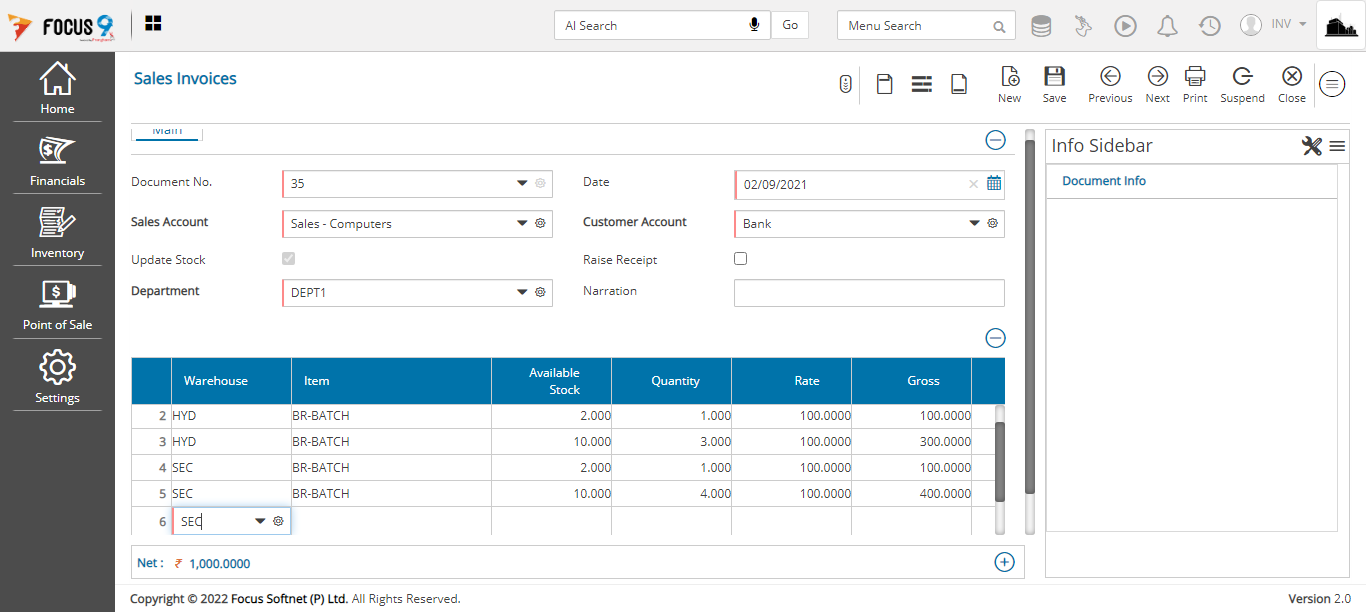 FOCUS 9
AI Search
Go
Menu Search
INV
Home
Financials
Inventory
Point of Sale
Settings
Sales Invoices
New
Save
Previous
Next
Print
Suspend
Close
Main
Info Sidebar
Document Info
Document No.
35
Date
02/09/2021
Sales Account
Sales - Computers
Customer Account
Bank
Update Stock
Raise Receipt
Department
DEPT1
Narration
Warehouse Item Available Stock Quantity Rate Gross
2 HYD BR-BATCH 2.000 1.000 100.0000 100.0000
3 HYD BR-BATCH 10.000 3.000 100.0000 300.0000
4 SEC BR-BATCH 2.000 1.000 100.0000 100.0000
5 SEC BR-BATCH 10.000 4.000 100.0000 400.0000
6 SEC
Net : ₹ 1,000.0000
Copyright © 2022 Focus Softnet (P) Ltd. All Rights Reserved.
Version 2.0